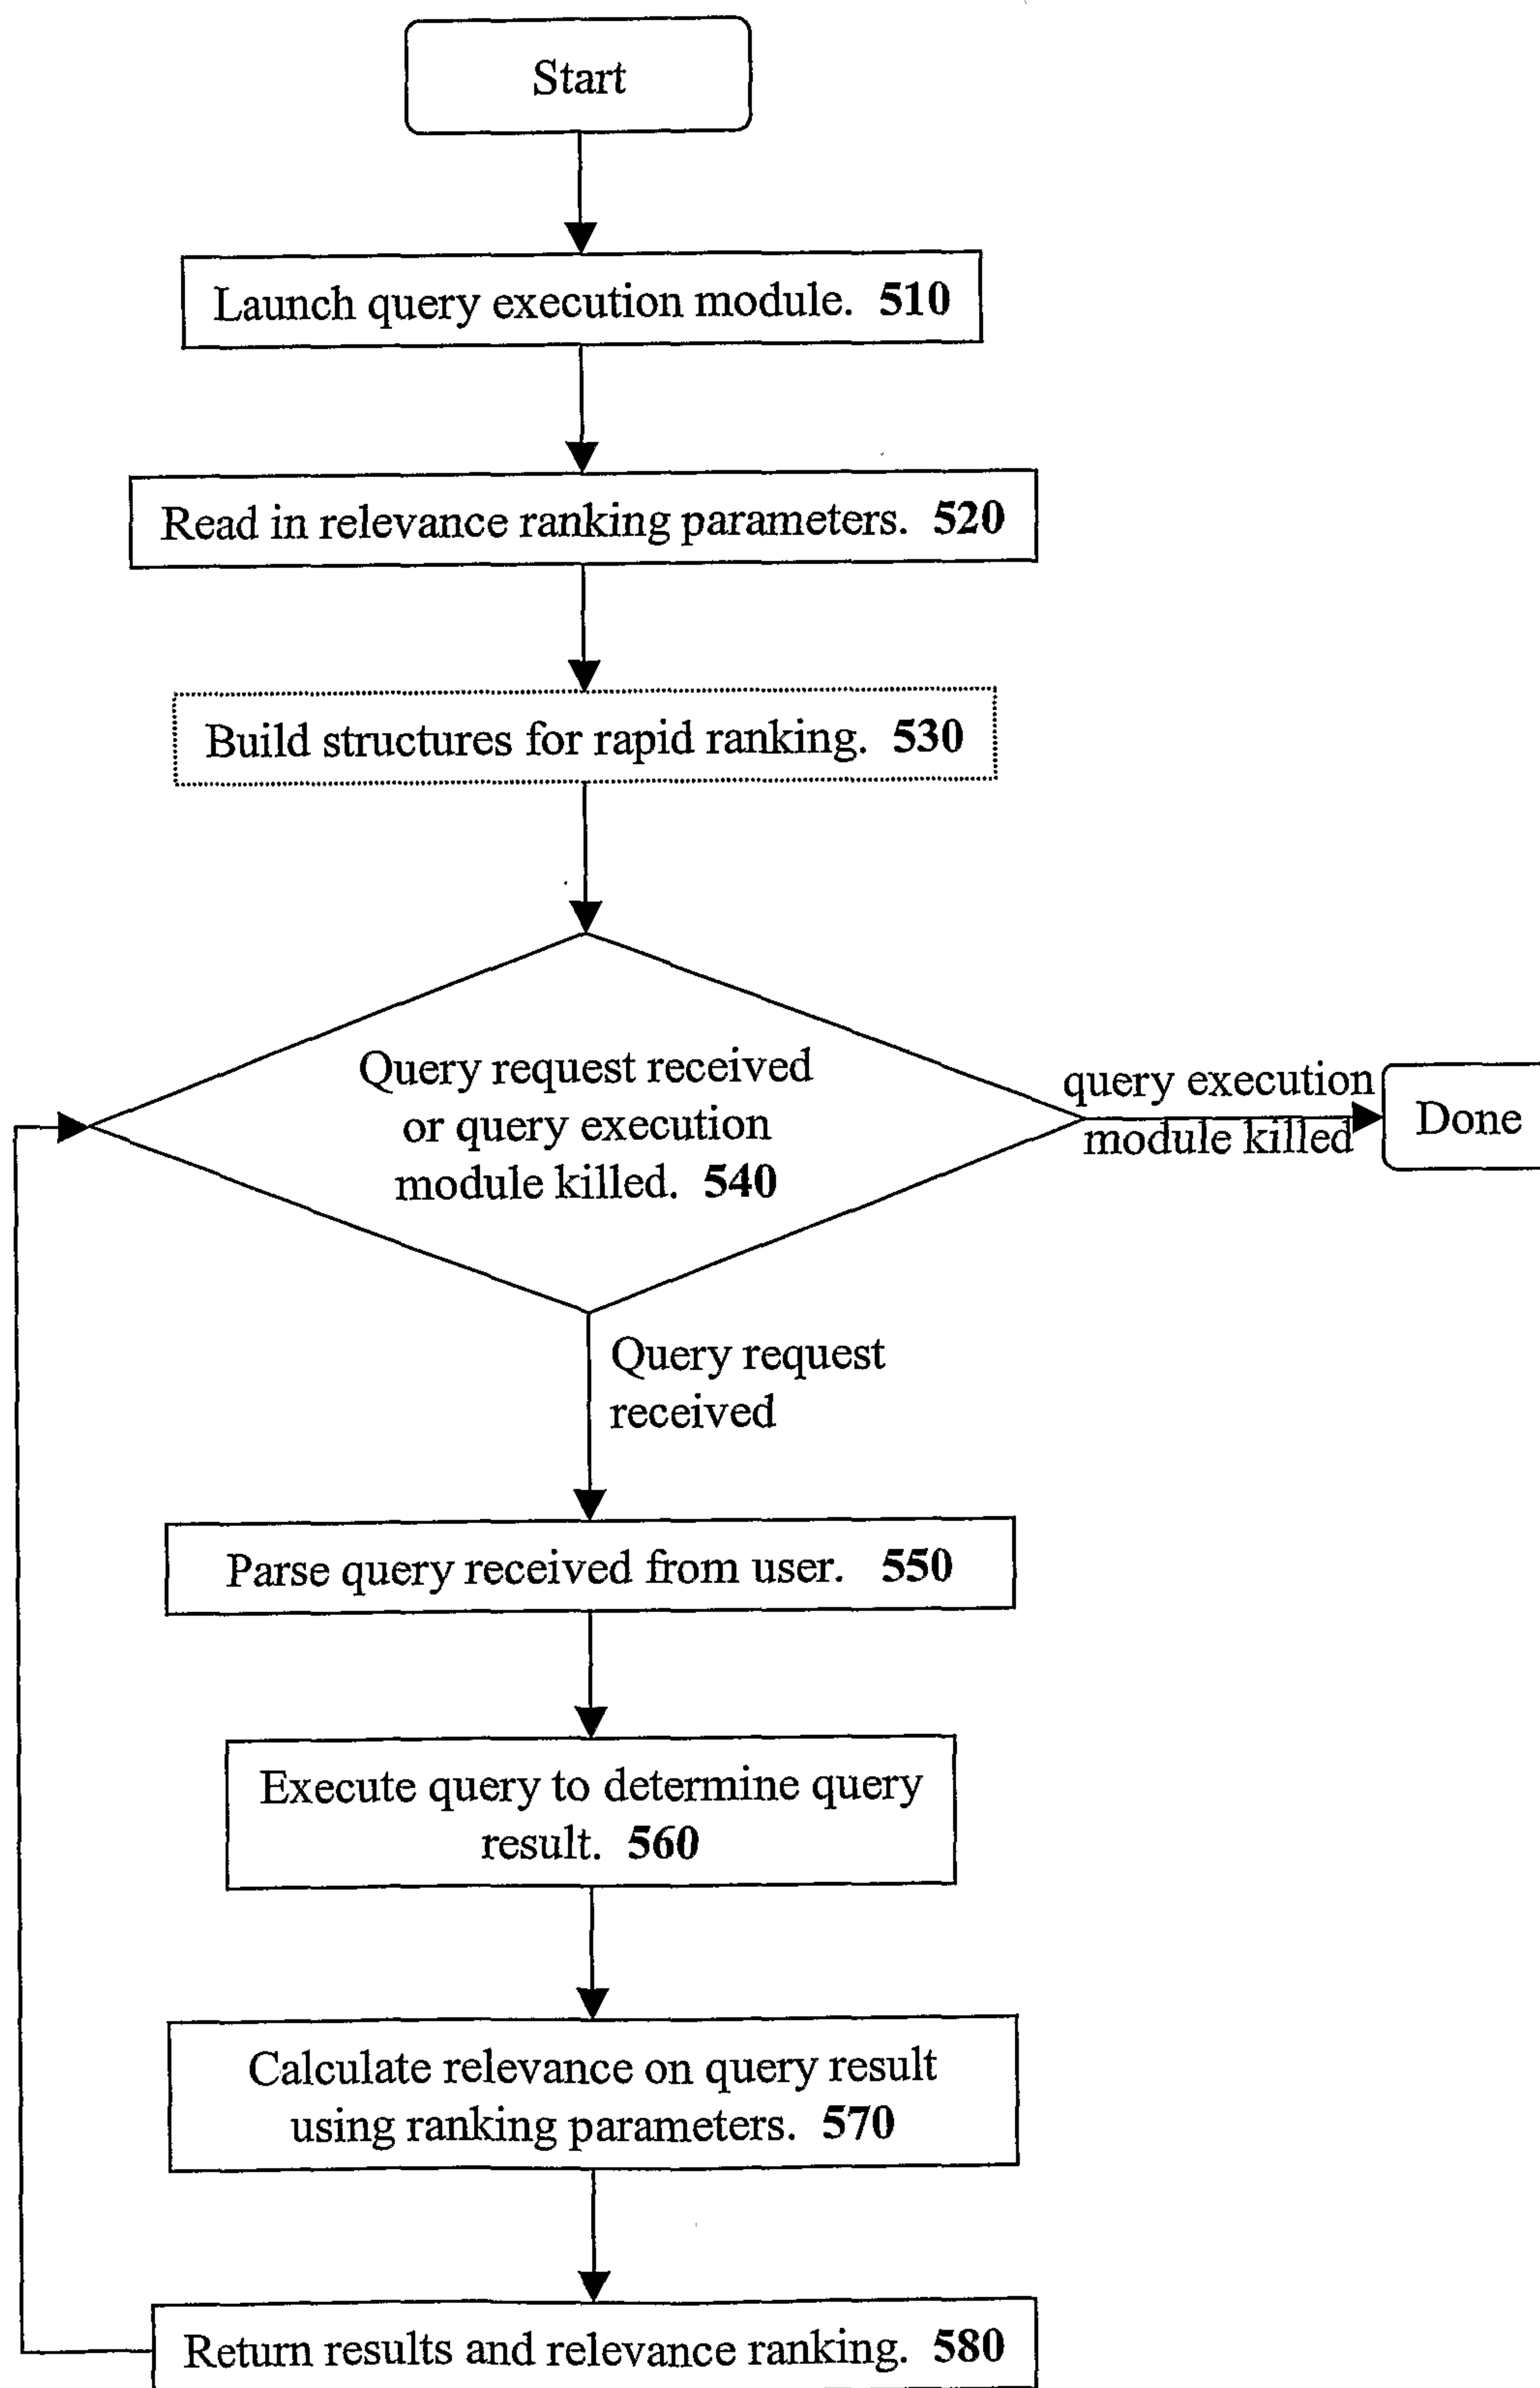 Start
Launch query execution module. 510
Read in relevance ranking parameters. 520
Build structures for rapid ranking. 530
Query request received
or query execution
module killed. 540
query execution
module killed
Done
Query request
received
Parse query received from user. 550
Execute query to determine query
result. 560
Calculate relevance on query result
using ranking parameters. 570
Return results and relevance ranking. 580